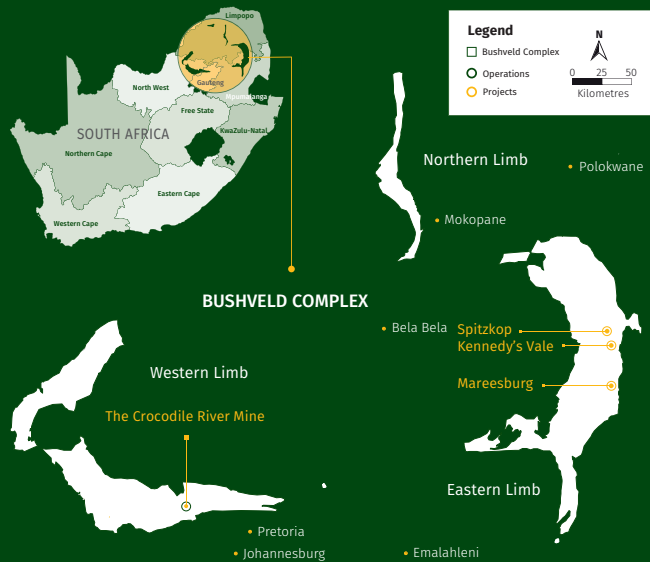 Limpopo
North West
Gauteng
Mpumalanga
Free State
SOUTH AFRICA
KwaZulu-Natal
Northern Cape
Eastern Cape
Western Cape
Legend
Bushveld Complex
Operations
Projects
N
0 25 50
Kilometres
Northern Limb
Polokwane
Mokopane
BUSHVELD COMPLEX
Bela Bela
Spitzkop
Kennedy's Vale
Mareesburg
Western Limb
The Crocodile River Mine
Eastern Limb
Pretoria
Johannesburg
Emalahleni